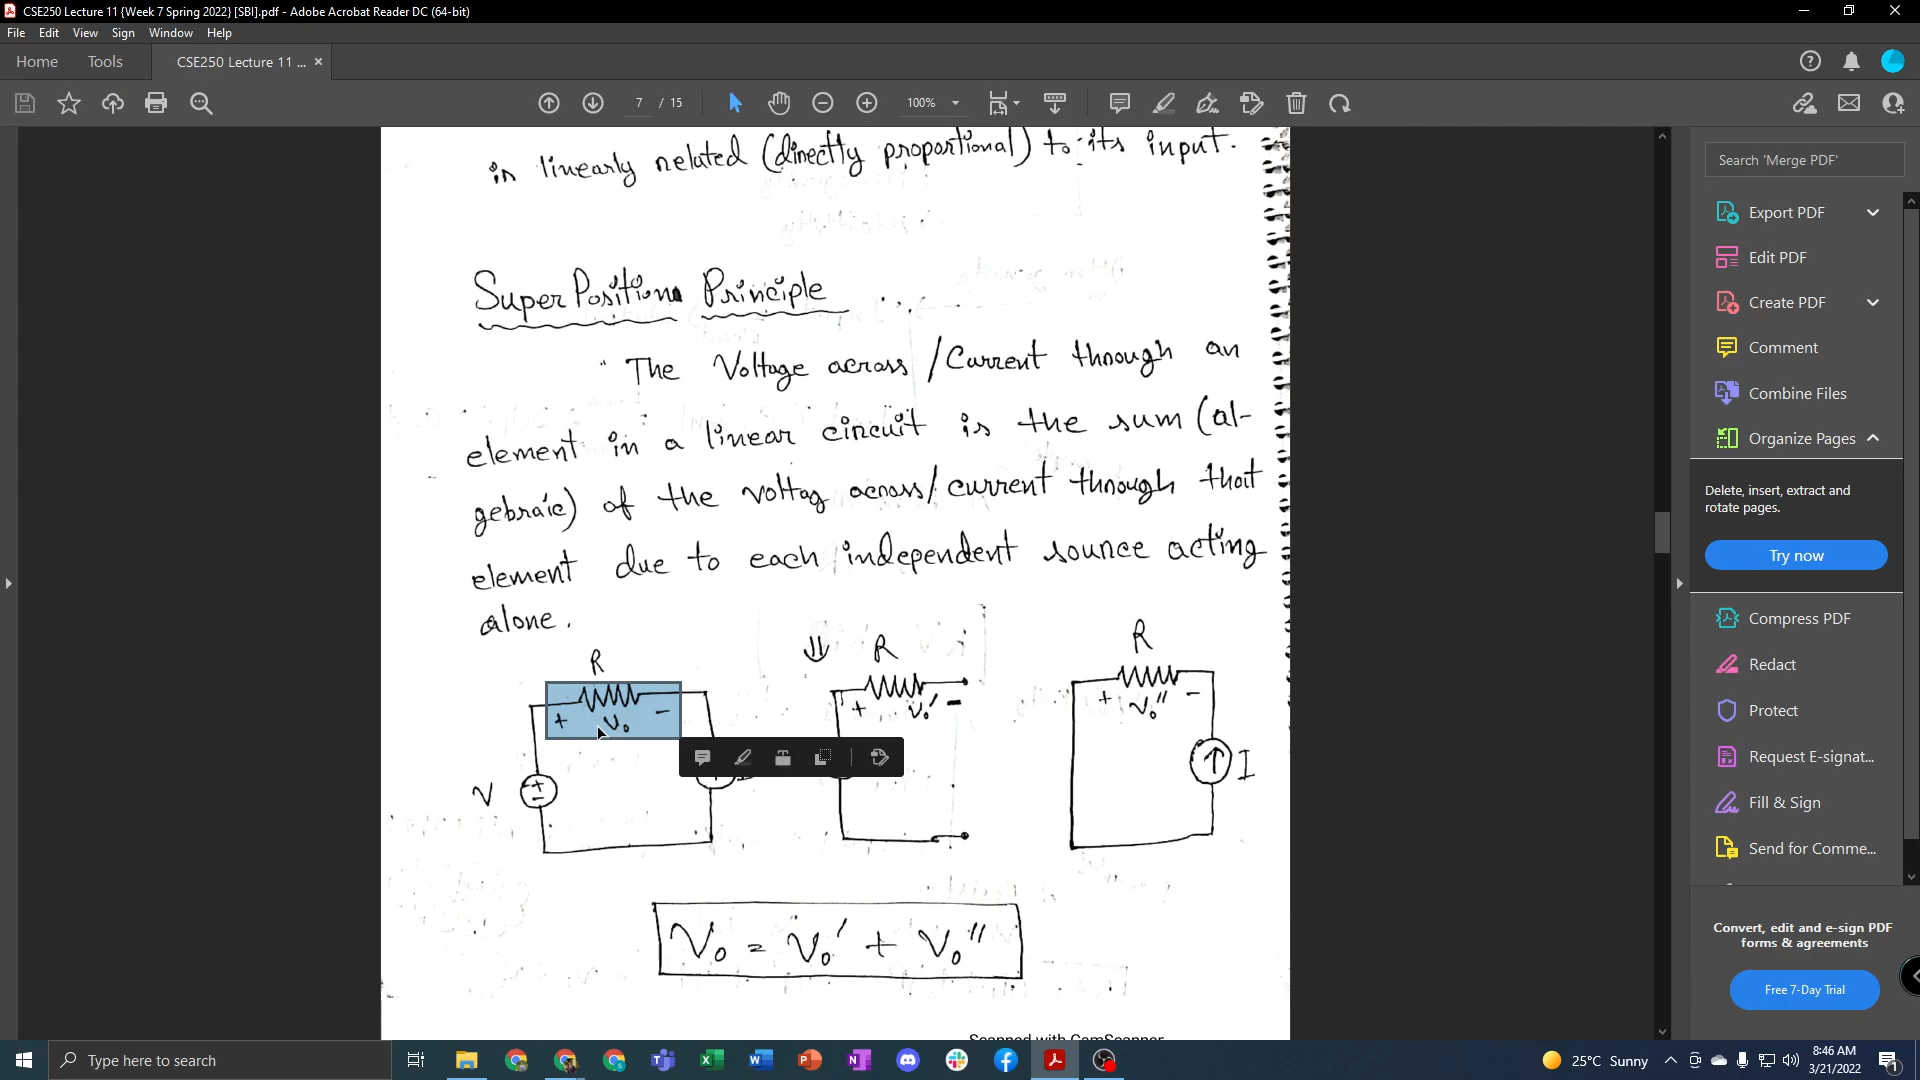 CSE250 Lecture 11 {Week 7 Spring 2022} [SBI].pdf - Adobe Acrobat Reader DC (64-bit)
File Edit View Sign Window Help
Home Tools CSE250 Lecture 11 ... ×
7 / 15 100%
in linearly related (directly proportional) to its input.
Super Position Principle
" The Voltage across / Current through an
element in a linear circuit is the sum (al-
gebraic) of the voltag across/ current through that
element due to each independent source acting
alone.
R ⇓ R R
+ V₀ - + V₀' - + V₀'' -
V I
V₀ = V₀' + V₀''
Scanned with CamScanner
Search 'Merge PDF'
Export PDF
Edit PDF
Create PDF
Comment
Combine Files
Organize Pages
Delete, insert, extract and
rotate pages.
Try now
Compress PDF
Redact
Protect
Request E-signat...
Fill & Sign
Send for Comme...
Convert, edit and e-sign PDF
forms & agreements
Free 7-Day Trial
Type here to search
25°C Sunny
8:46 AM
3/21/2022
1